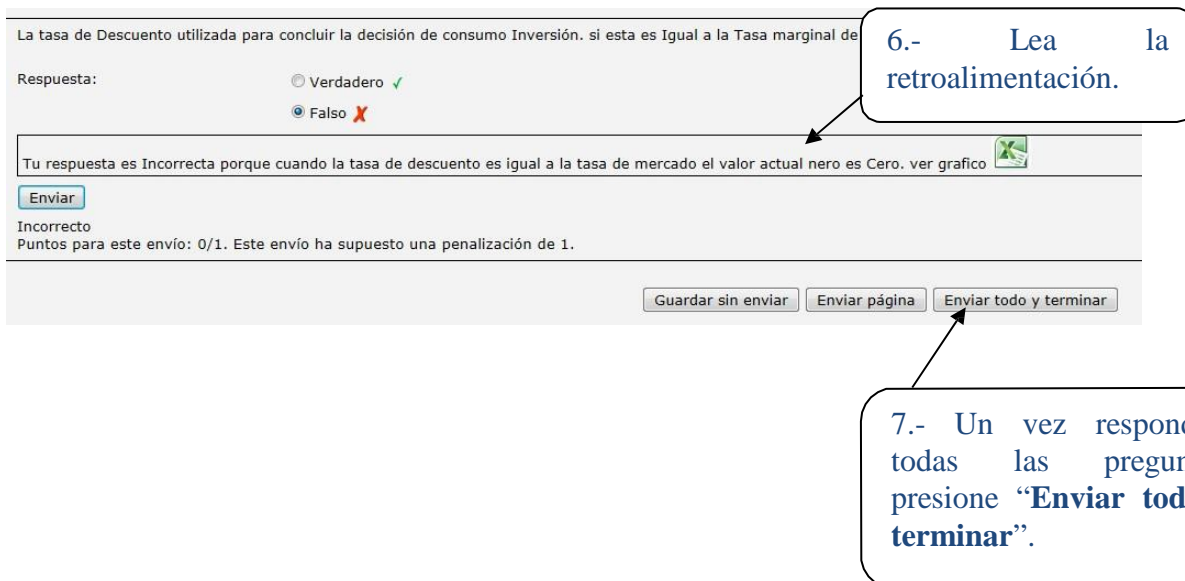 La tasa de Descuento utilizada para concluir la decisión de consumo Inversión. si esta es Igual a la Tasa marginal de
6.- Lea la
retroalimentación.
Respuesta:
Verdadero ✓
Falso ✗
Tu respuesta es Incorrecta porque cuando la tasa de descuento es igual a la tasa de mercado el valor actual nero es Cero. ver grafico
Enviar
Incorrecto
Puntos para este envío: 0/1. Este envío ha supuesto una penalización de 1.
Guardar sin enviar Enviar página Enviar todo y terminar
7.- Un vez
todas las
presione “Enviar
terminar”.